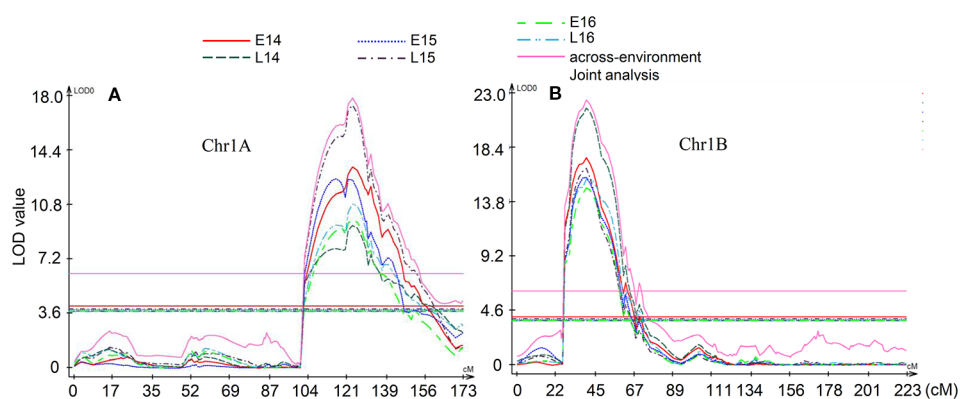 E14
L14
E15
L15
E16
L16
across-environment
Joint analysis
LOD value
A
LOD0
Chr1A
18.0
14.4
10.8
7.2
3.6
0
0 17 35 52 69 87 104 121 139 156 173
cM
B
LOD0
Chr1B
23.0
18.4
13.8
9.2
4.6
0
0 22 45 67 89 111 134 156 178 201 223 (cM)
cM